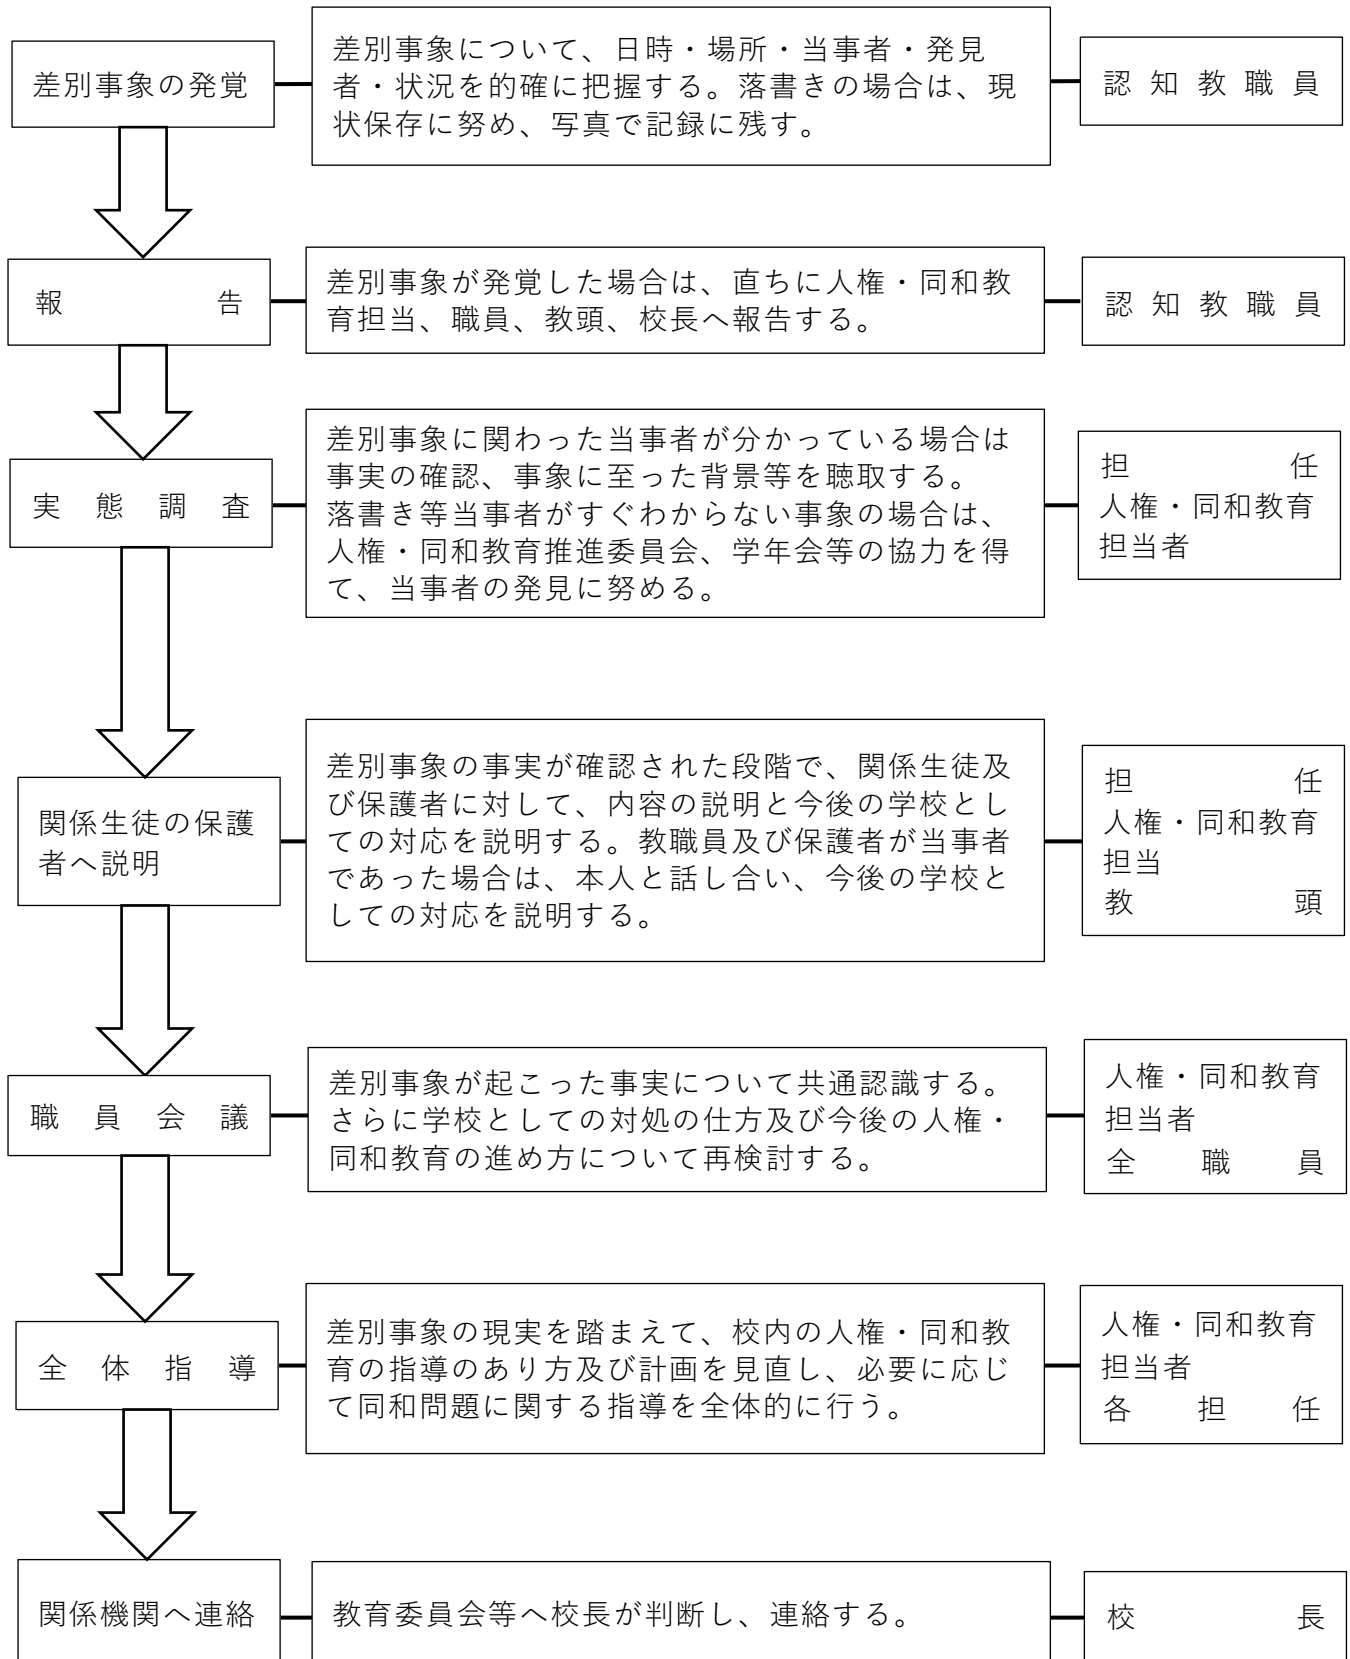 差別事象の発覚
差別事象について、日時・場所・当事者・発見
者・状況を的確に把握する。落書きの場合は、現
状保存に努め、写真で記録に残す。
認知教職員
報告
差別事象が発覚した場合は、直ちに人権・同和教
育担当、職員、教頭、校長へ報告する。
認知教職員
実態調査
差別事象に関わった当事者が分かっている場合は
事実の確認、事象に至った背景等を聴取する。
落書き等当事者がすぐわからない事象の場合は、
人権・同和教育推進委員会、学年会等の協力を得
て、当事者の発見に努める。
担任
人権・同和教育
担当者
関係生徒の保護
者へ説明
差別事象の事実が確認された段階で、関係生徒及
び保護者に対して、内容の説明と今後の学校とし
ての対応を説明する。教職員及び保護者が当事者
であった場合は、本人と話し合い、今後の学校と
しての対応を説明する。
担任
人権・同和教育
担当
教頭
職員会議
差別事象が起こった事実について共通認識する。
さらに学校としての対処の仕方及び今後の人権・
同和教育の進め方について再検討する。
人権・同和教育
担当者
全職員
全体指導
差別事象の現実を踏まえて、校内の人権・同和教
育の指導のあり方及び計画を見直し、必要に応じ
て同和問題に関する指導を全体的に行う。
人権・同和教育
担当者
各担任
関係機関へ連絡
教育委員会等へ校長が判断し、連絡する。
校長